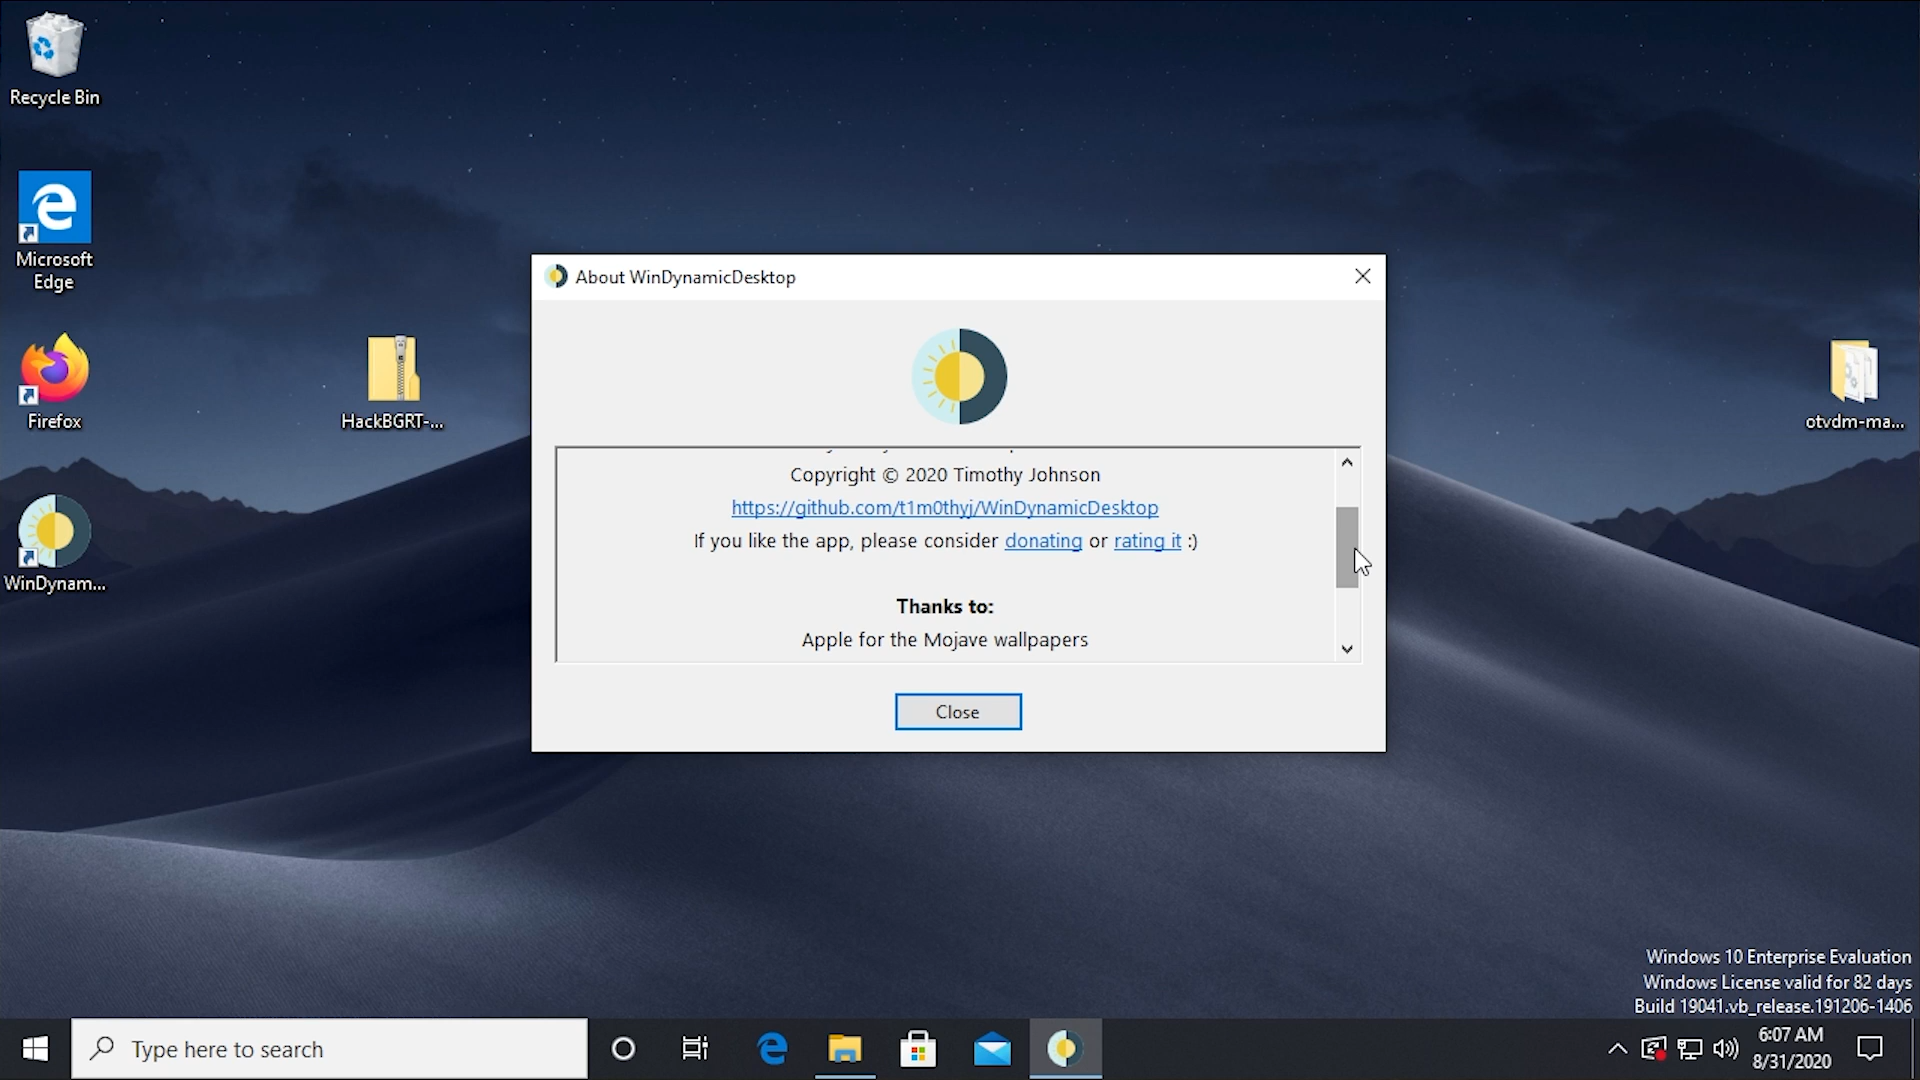 Recycle Bin
Microsoft
Edge
Firefox
WinDynam...
HackBGRT-...
otvdm-ma...
About WinDynamicDesktop
Copyright © 2020 Timothy Johnson
https://github.com/t1m0thyj/WinDynamicDesktop
If you like the app, please consider donating or rating it :)
Thanks to:
Apple for the Mojave wallpapers
Close
Windows 10 Enterprise Evaluation
Windows License valid for 82 days
Build 19041.vb_release.191206-1406
Type here to search
6:07 AM
8/31/2020